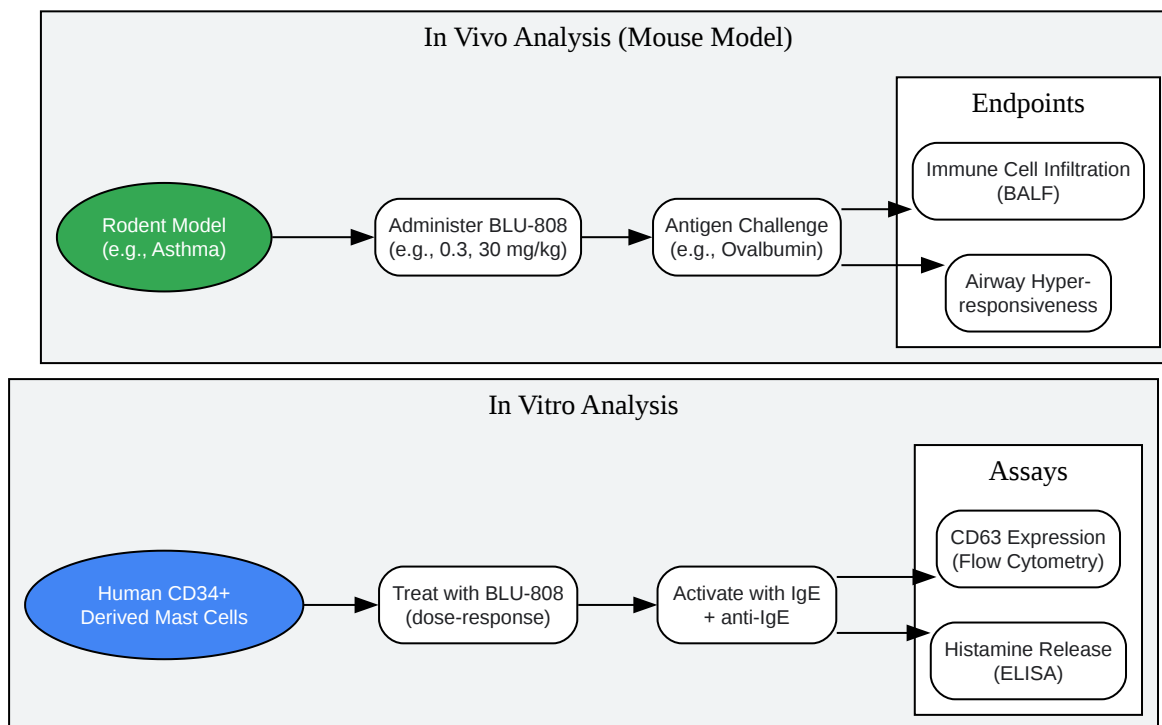 In Vivo Analysis (Mouse Model)
Endpoints
Rodent Model
(e.g., Asthma)
Administer BLU-808
(e.g., 0.3, 30 mg/kg)
Antigen Challenge
(e.g., Ovalbumin)
Immune Cell Infiltration
(BALF)
Airway Hyper-
responsiveness
In Vitro Analysis
Assays
Human CD34+
Derived Mast Cells
Treat with BLU-808
(dose-response)
Activate with IgE
+ anti-IgE
CD63 Expression
(Flow Cytometry)
Histamine Release
(ELISA)